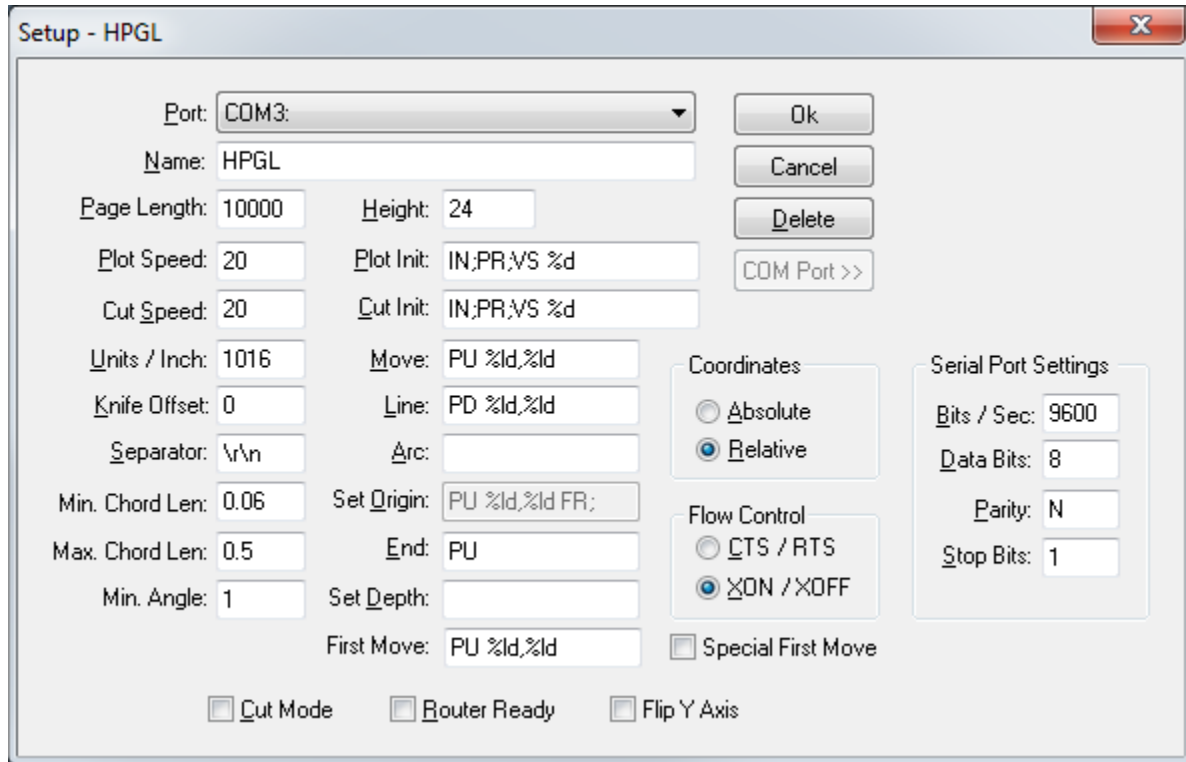 Setup - HPGL
Port: COM3: Ok
Name: HPGL Cancel
Page Length: 10000 Height: 24 Delete
Plot Speed: 20 Plot Init: IN;PR;VS %d COM Port >>
Cut Speed: 20 Cut Init: IN;PR;VS %d
Units / Inch: 1016 Move: PU %ld,%ld Coordinates Serial Port Settings
Knife Offset: 0 Line: PD %ld,%ld Absolute Bits / Sec: 9600
Separator: \r\n Arc: Relative Data Bits: 8
Min. Chord Len: 0.06 Set Origin: PU %ld,%ld FR; Flow Control Parity: N
Max. Chord Len: 0.5 End: PU CTS / RTS Stop Bits: 1
Min. Angle: 1 Set Depth: XON / XOFF
First Move: PU %ld,%ld Special First Move
Cut Mode Router Ready Flip Y Axis